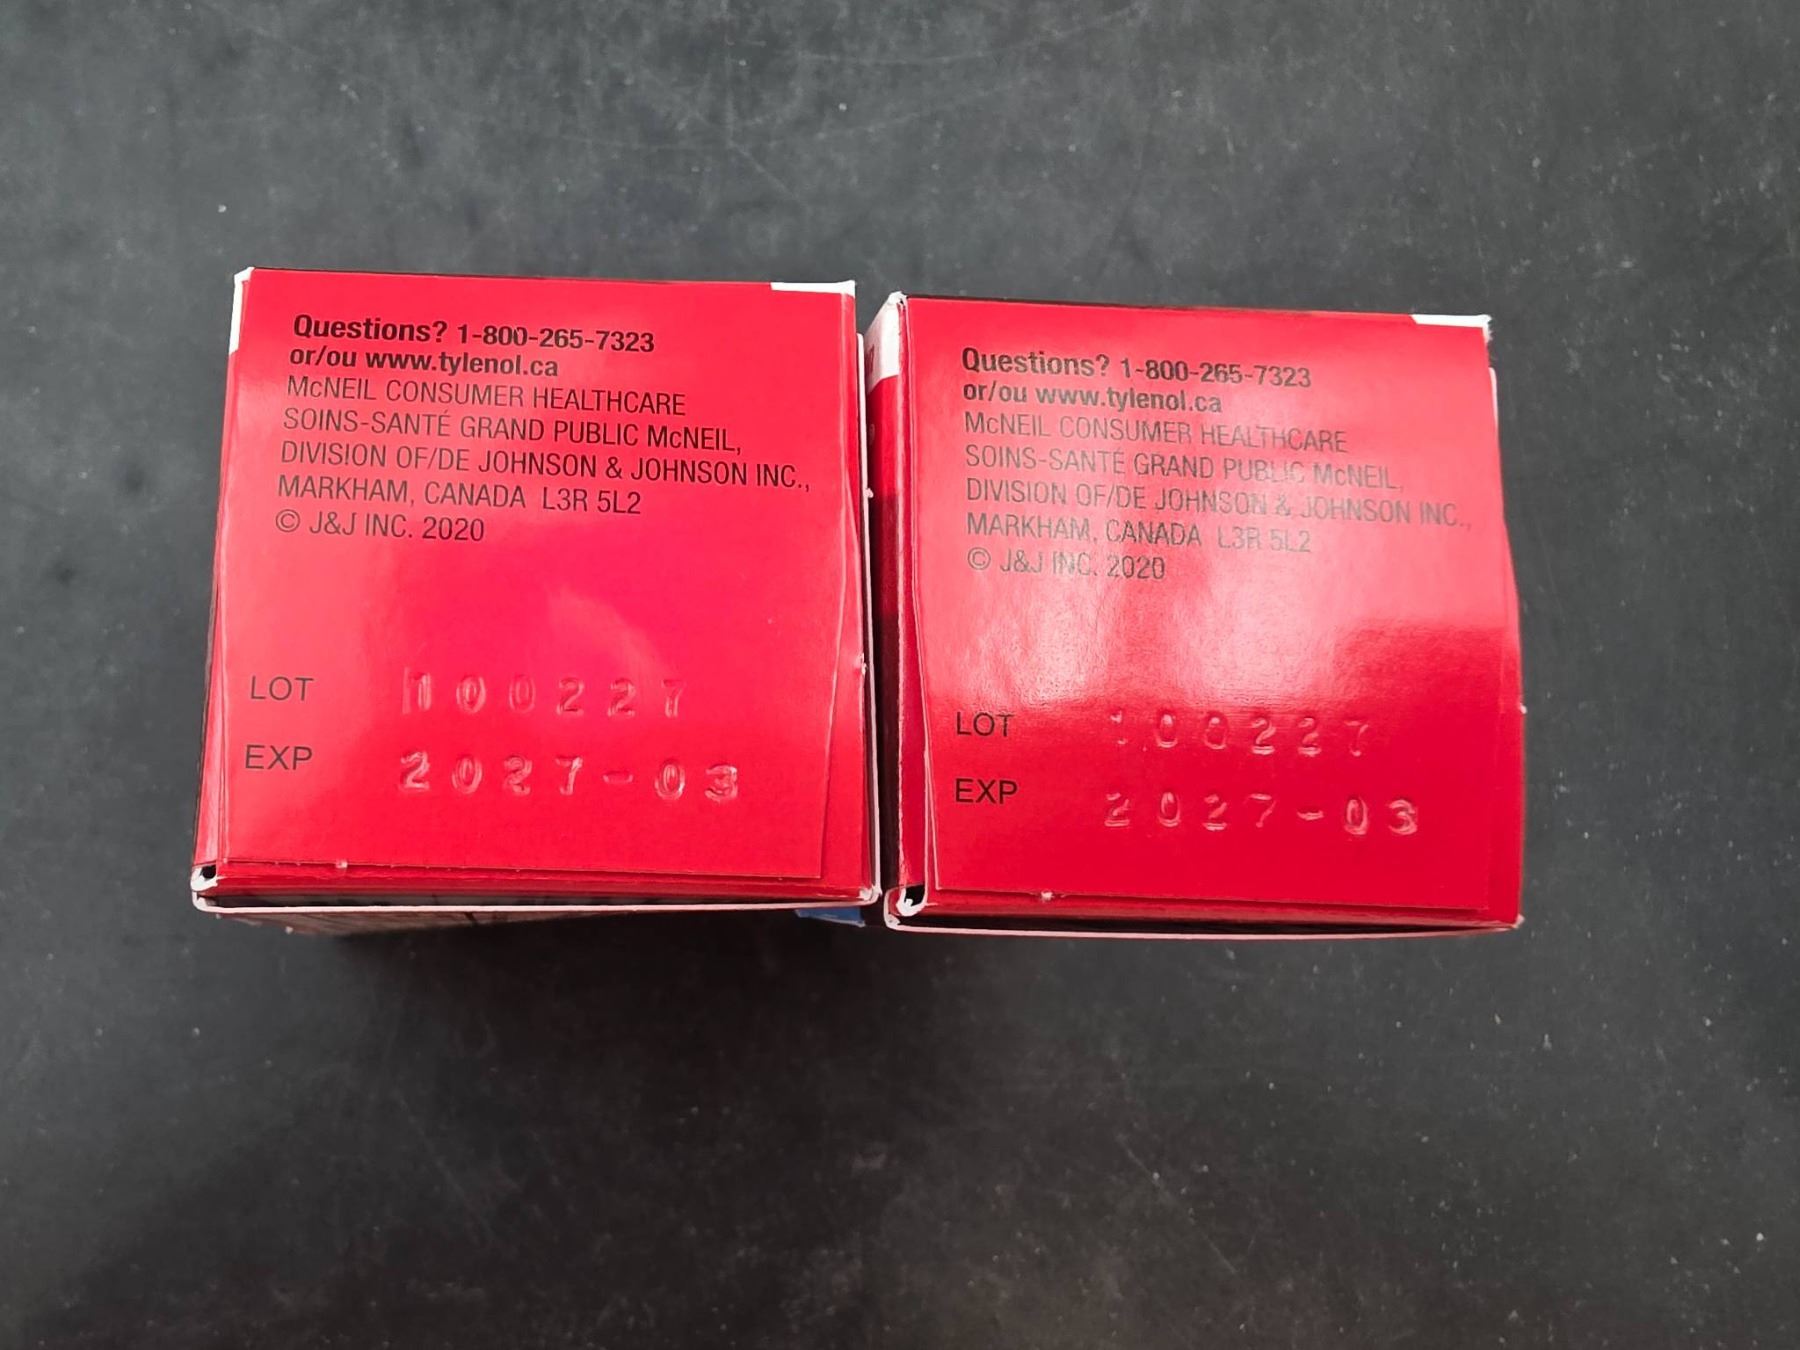 Questions? 1-800-265-7323
or/ou www.tylenol.ca
McNEIL CONSUMER HEALTHCARE
SOINS-SANTÉ GRAND PUBLIC McNEIL,
DIVISION OF/DE JOHNSON & JOHNSON INC.,
MARKHAM, CANADA L3R 5L2
© J&J INC. 2020
LOT 100227
EXP 2027-03
Questions? 1-800-265-7323
or/ou www.tylenol.ca
McNEIL CONSUMER HEALTHCARE
SOINS-SANTÉ GRAND PUBLIC McNEIL,
DIVISION OF/DE JOHNSON & JOHNSON INC.,
MARKHAM, CANADA L3R 5L2
© J&J INC. 2020
LOT 100227
EXP 2027-03